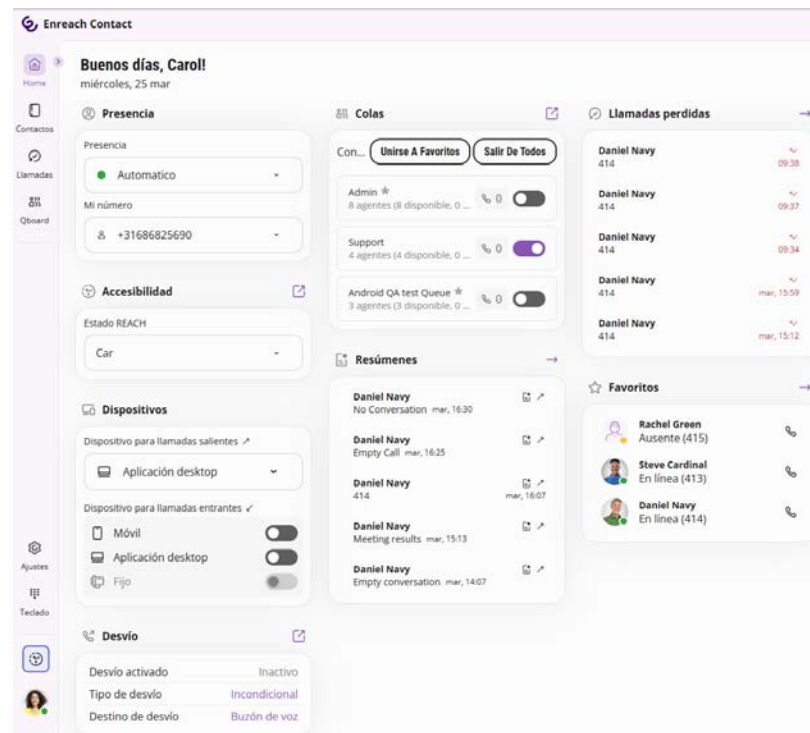 Enreach Contact
Home
Contactos
Llamadas
Qboard
Ajustes
Teclado
Buenos días, Carol!
miércoles, 25 mar
Presencia
Presencia
Automatico
Mi número
+31686825690
Accesibilidad
Estado REACH
Car
Dispositivos
Dispositivo para llamadas salientes ↗
Aplicación desktop
Dispositivo para llamadas entrantes ↙
Móvil
Aplicación desktop
Fijo
Desvío
Desvío activado Inactivo
Tipo de desvío Incondicional
Destino de desvío Buzón de voz
Colas
Con... Unirse A Favoritos Salir De Todos
Admin
8 agentes (8 disponible, 0 ... 0
Support
4 agentes (4 disponible, 0 ... 0
Android QA test Queue
3 agentes (3 disponible, 0 ... 0
Resúmenes
Daniel Navy
No Conversation mar, 16:30
Daniel Navy
Empty Call mar, 16:25
Daniel Navy
414 mar, 16:07
Daniel Navy
Meeting results mar, 15:13
Daniel Navy
Empty conversation mar, 14:07
Llamadas perdidas
Daniel Navy
414 09:38
Daniel Navy
414 09:37
Daniel Navy
414 09:34
Daniel Navy
414 mar, 15:59
Daniel Navy
414 mar, 15:12
Favoritos
Rachel Green
Ausente (415)
Steve Cardinal
En línea (413)
Daniel Navy
En línea (414)